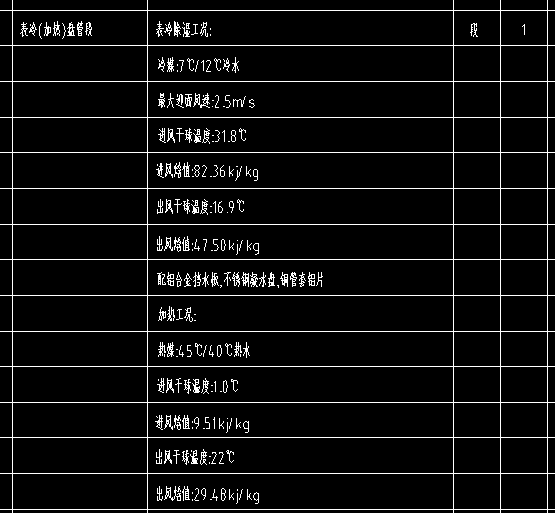 表冷(加热)盘管段 表冷除湿工况: 段 1
冷媒:7℃/12℃冷水
最大迎面风速:2.5m/s
进风干球温度:31.8℃
进风焓值:82.36kj/kg
出风干球温度:16.9℃
出风焓值:47.50kj/kg
配铝合金挡水板,不锈钢凝水盘,铜管套铝片
加热工况:
热媒:45℃/40℃热水
进风干球温度:1.0℃
进风焓值:9.51kj/kg
出风干球温度:22℃
出风焓值:29.48kj/kg